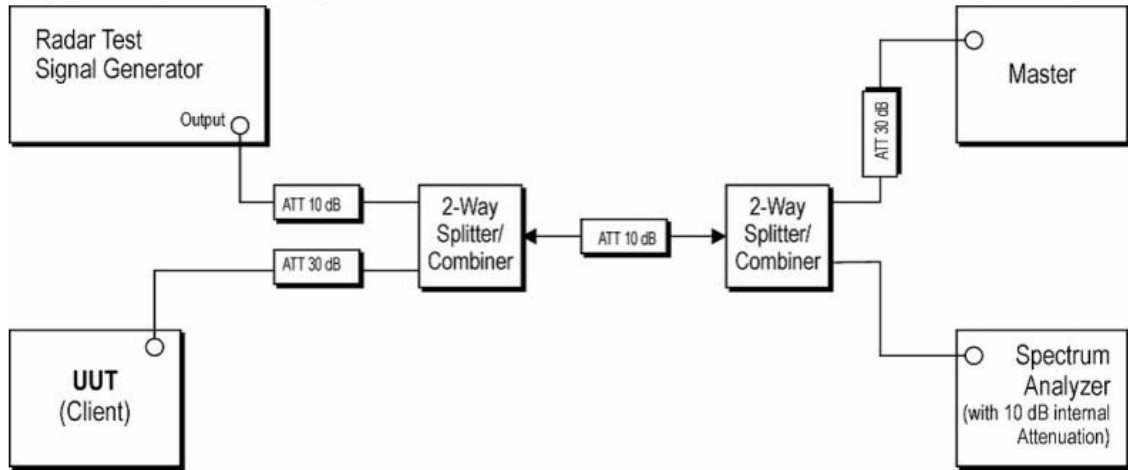 Radar Test
Signal Generator
Output
ATT 10 dB
ATT 30 dB
UUT
(Client)
2-Way
Splitter/
Combiner
ATT 10 dB
2-Way
Splitter/
Combiner
ATT 30 dB
Master
Spectrum
Analyzer
(with 10 dB internal
Attenuation)